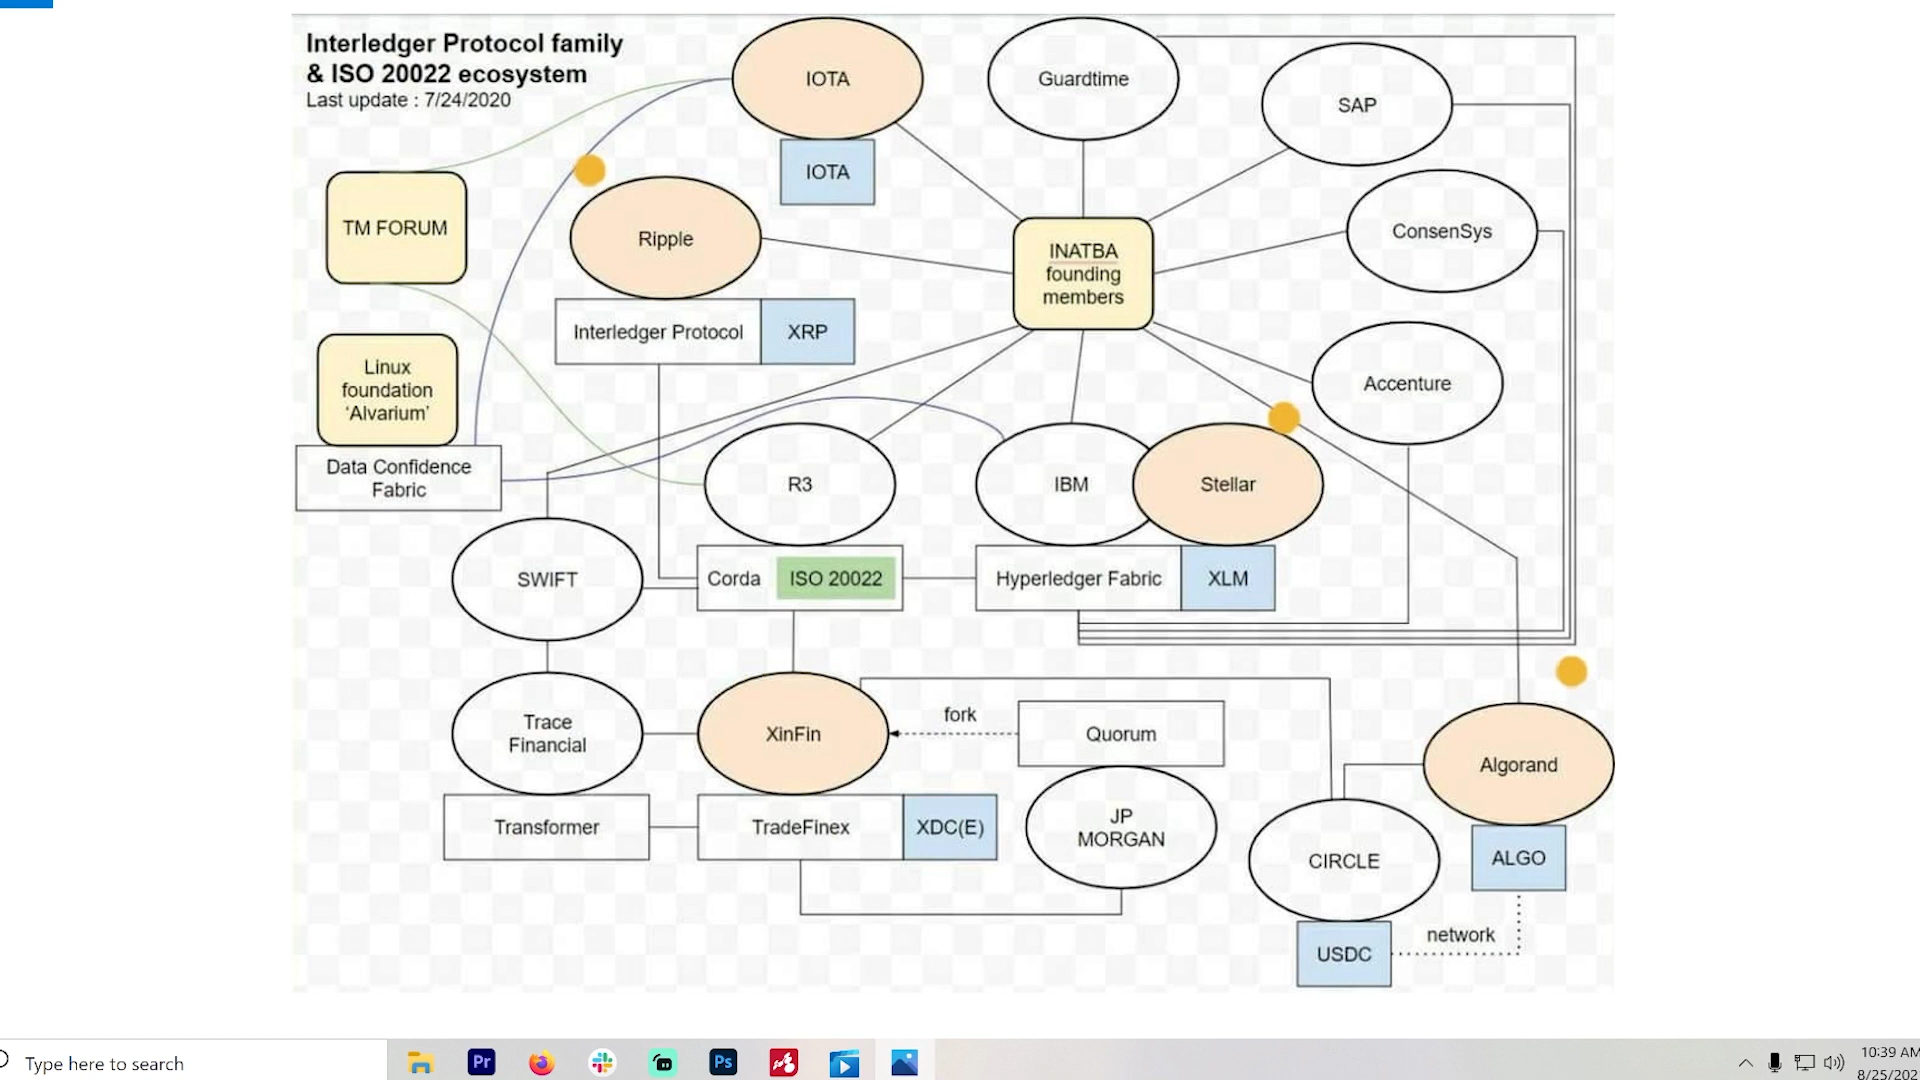 Interledger Protocol family
& ISO 20022 ecosystem
Last update : 7/24/2020
IOTA
IOTA
Guardtime
SAP
TM FORUM
Ripple
INATBA
founding
members
ConsenSys
Interledger Protocol
XRP
Linux
foundation
‘Alvarium’
Accenture
Data Confidence
Fabric
R3
IBM
Stellar
SWIFT
Corda
ISO 20022
Hyperledger Fabric
XLM
Trace
Financial
XinFin
fork
Quorum
Algorand
Transformer
TradeFinex
XDC(E)
JP
MORGAN
CIRCLE
ALGO
network
USDC
Type here to search
Pr
Ps
10:39 AM
8/25/202